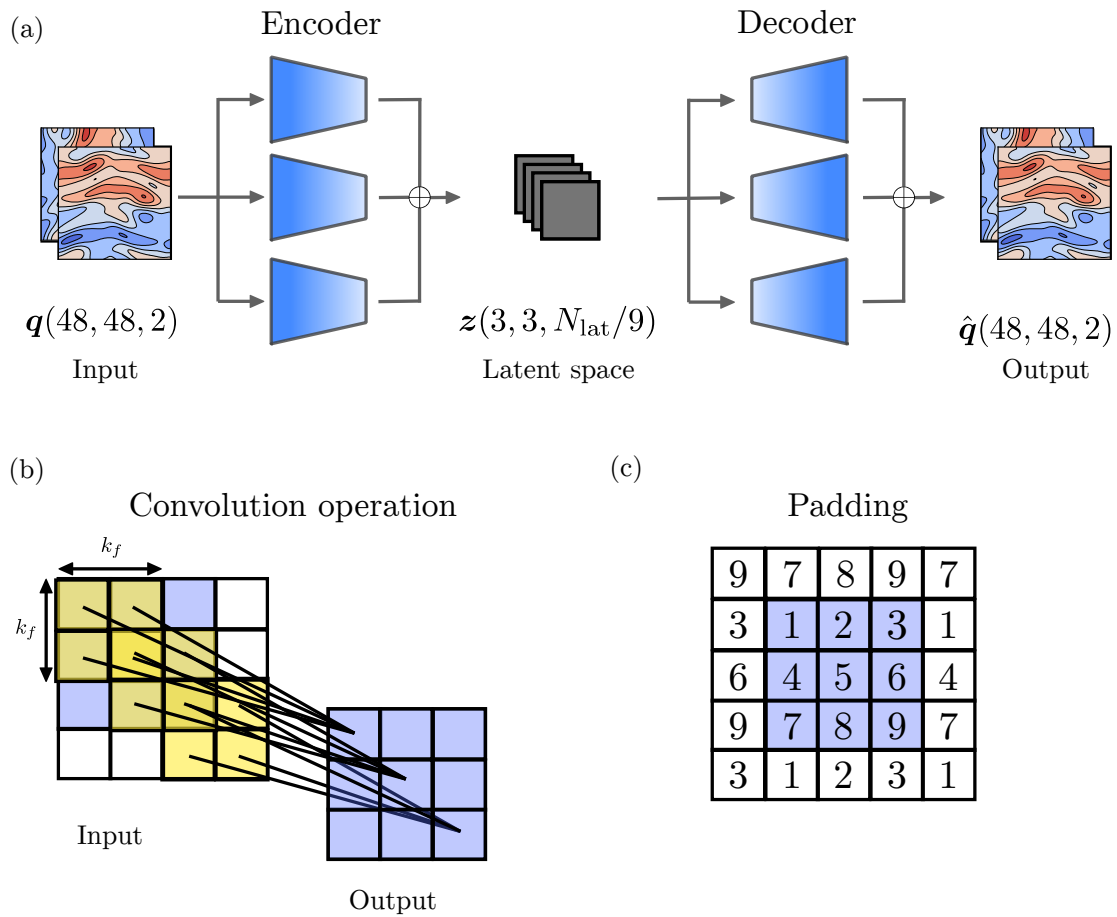 (a)
Encoder
Decoder
q(48, 48, 2)
z(3, 3, N_lat/9)
q̂(48, 48, 2)
Input
Latent space
Output
(b)
Convolution operation
k_f
k_f
Input
Output
(c)
Padding
9 7 8 9 7
3 1 2 3 1
6 4 5 6 4
9 7 8 9 7
3 1 2 3 1